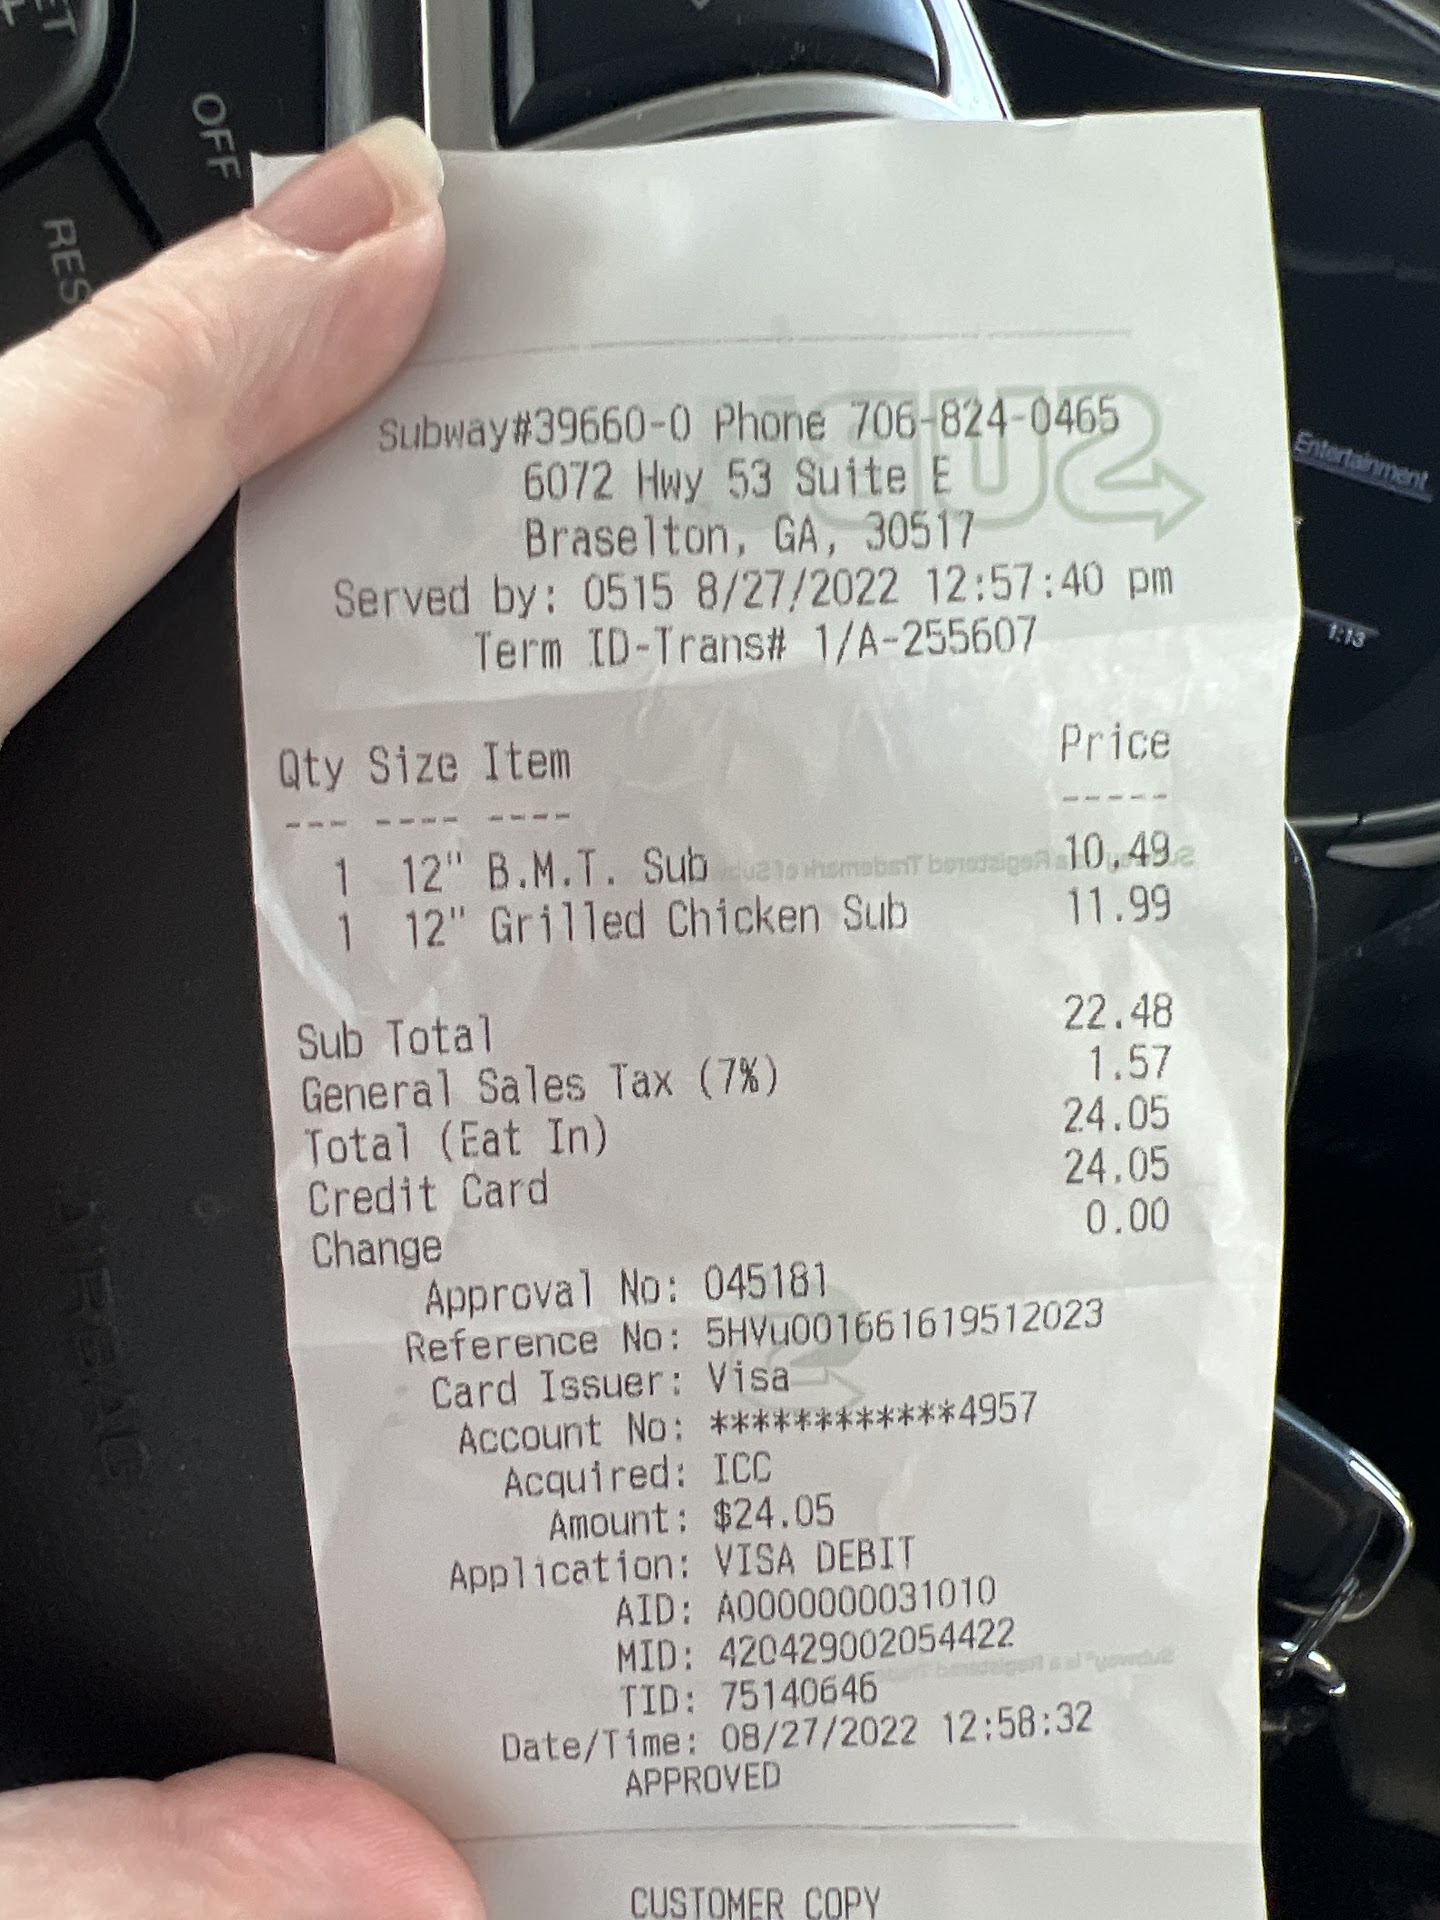 OFF
RES
Entertainment
1:13
Subway#39660-0 Phone 706-824-0465
6072 Hwy 53 Suite E
Braselton, GA, 30517
Served by: 0515 8/27/2022 12:57:40 pm
Term ID-Trans# 1/A-255607
Qty Size Item Price
--- ---- ---- -----
1 12" B.M.T. Sub 10.49
1 12" Grilled Chicken Sub 11.99
Sub Total 22.48
General Sales Tax (7%) 1.57
Total (Eat In) 24.05
Credit Card 24.05
Change 0.00
Approval No: 045181
Reference No: 5HVu001661619512023
Card Issuer: Visa
Account No: ************4957
Acquired: ICC
Amount: $24.05
Application: VISA DEBIT
AID: A0000000031010
MID: 420429002054422
TID: 75140646
Date/Time: 08/27/2022 12:58:32
APPROVED
CUSTOMER COPY